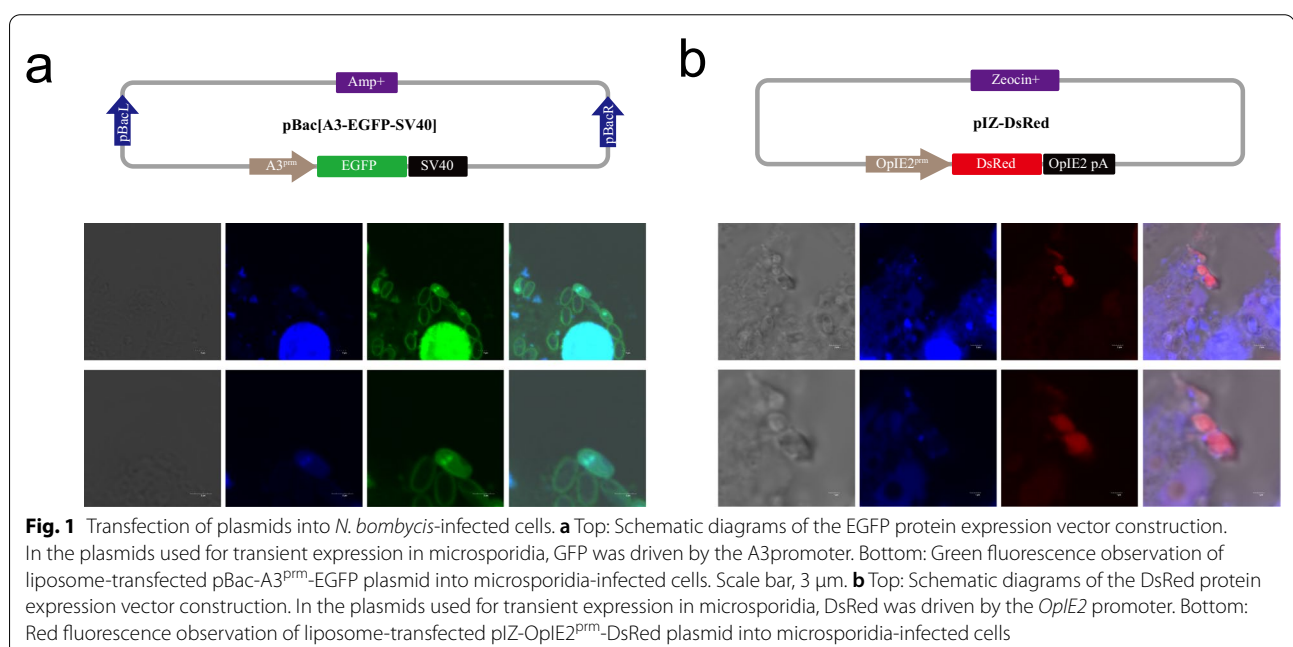 a
Amp+
pBacL
pBacR
pBac[A3-EGFP-SV40]
A3prm
EGFP
SV40
b
Zeocin+
pIZ-DsRed
OpIE2prm
DsRed
OpIE2 pA
Fig. 1 Transfection of plasmids into N. bombycis-infected cells. a Top: Schematic diagrams of the EGFP protein expression vector construction.
In the plasmids used for transient expression in microsporidia, GFP was driven by the A3promoter. Bottom: Green fluorescence observation of
liposome-transfected pBac-A3prm-EGFP plasmid into microsporidia-infected cells. Scale bar, 3 μm. b Top: Schematic diagrams of the DsRed protein
expression vector construction. In the plasmids used for transient expression in microsporidia, DsRed was driven by the OpIE2 promoter. Bottom:
Red fluorescence observation of liposome-transfected pIZ-OpIE2prm-DsRed plasmid into microsporidia-infected cells